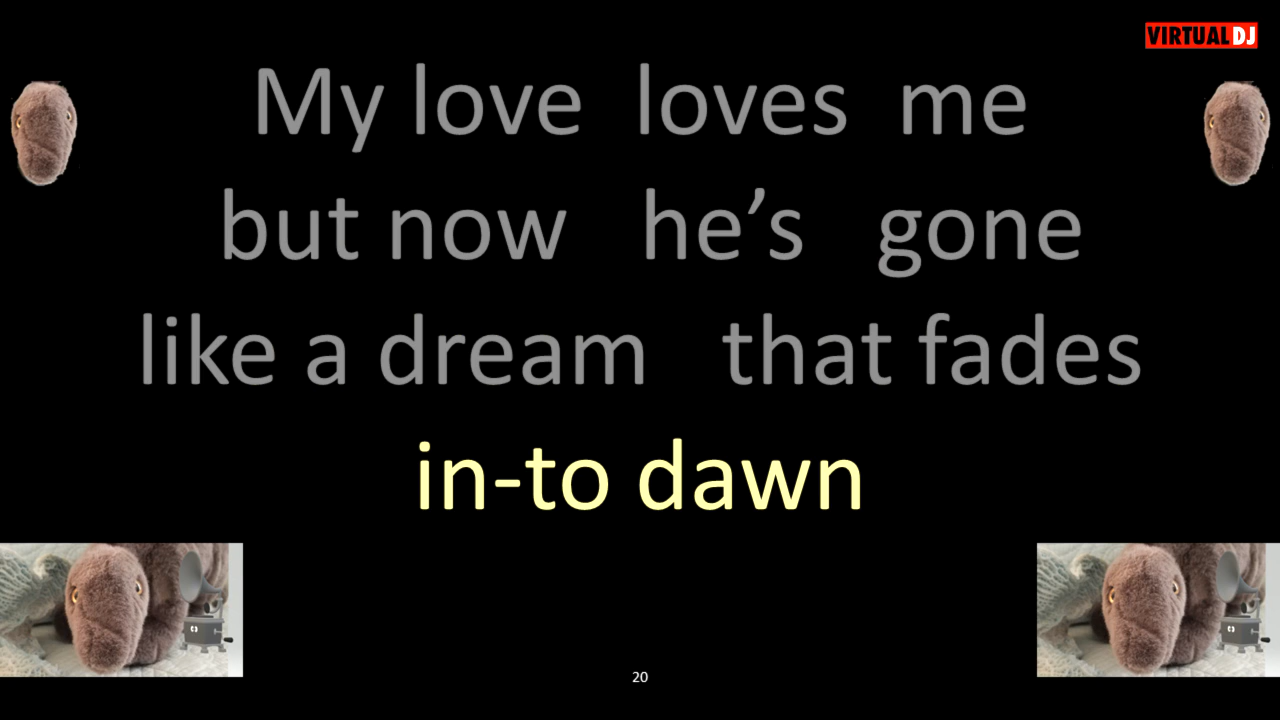 VIRTUAL DJ
My love loves me
but now he’s gone
like a dream that fades
in-to dawn
20